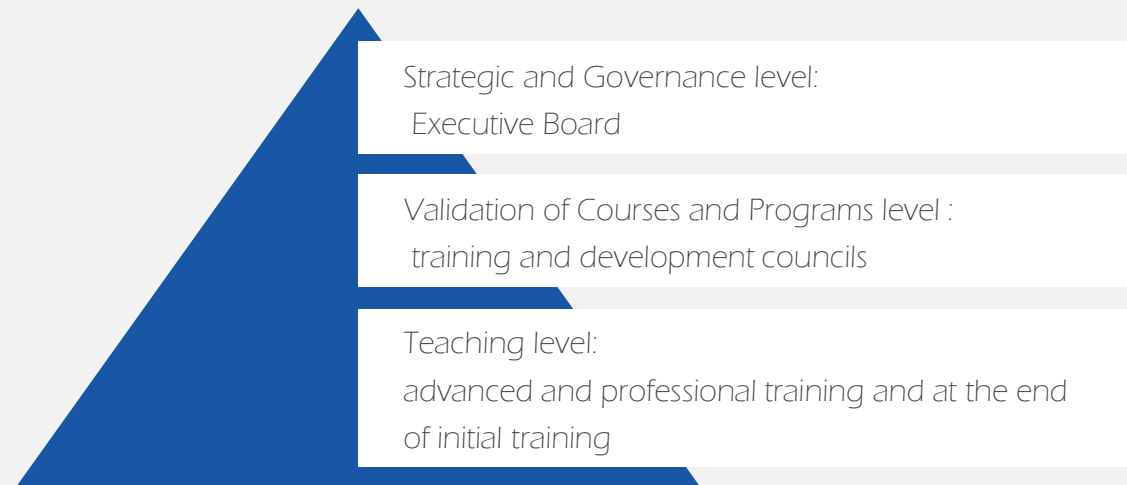 Strategic and Governance level:
Executive Board
Validation of Courses and Programs level :
training and development councils
Teaching level:
advanced and professional training and at the end
of initial training